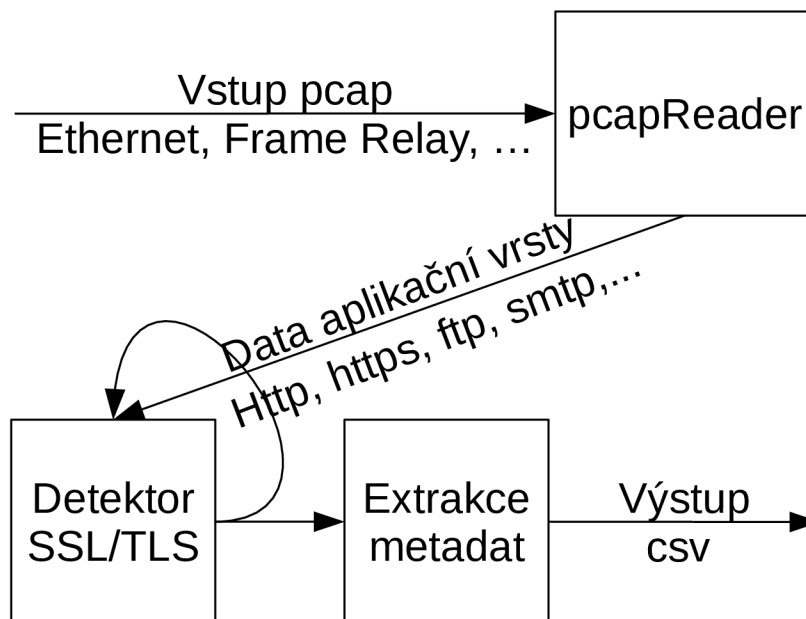 Vstup pcap
Ethernet, Frame Relay, …
pcapReader
Data aplikační vrsty
Http, https, ftp, smtp,...
Detektor
SSL/TLS
Extrakce
metadat
Výstup
csv